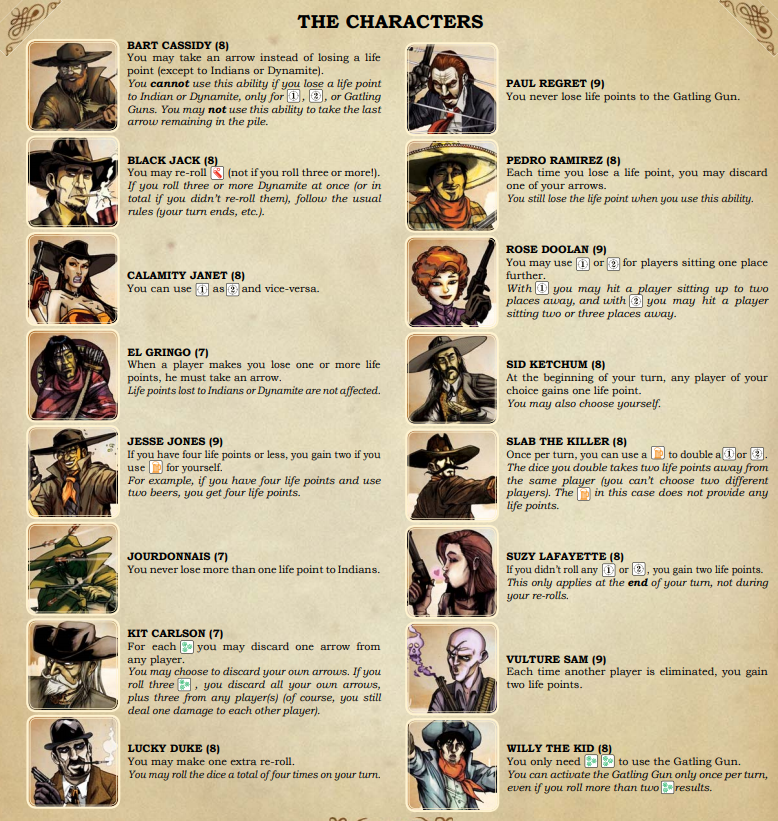 THE CHARACTERS
BART CASSIDY (8)
You may take an arrow instead of losing a life
point (except to Indians or Dynamite).
You cannot use this ability if you lose a life point
to Indian or Dynamite, only for 1, 2, or Gatling
Guns. You may not use this ability to take the last
arrow remaining in the pile.
BLACK JACK (8)
You may re-roll (not if you roll three or more!).
If you roll three or more Dynamite at once (or in
total if you didn't re-roll them), follow the usual
rules (your turn ends, etc.).
CALAMITY JANET (8)
You can use 1 as 2 and vice-versa.
EL GRINGO (7)
When a player makes you lose one or more life
points, he must take an arrow.
Life points lost to Indians or Dynamite are not affected.
JESSE JONES (9)
If you have four life points or less, you gain two if you
use for yourself.
For example, if you have four life points and use
two beers, you get four life points.
JOURDONNAIS (7)
You never lose more than one life point to Indians.
KIT CARLSON (7)
For each you may discard one arrow from
any player.
You may choose to discard your own arrows. If you
roll three , you discard all your own arrows,
plus three from any player(s) (of course, you still
deal one damage to each other player).
LUCKY DUKE (8)
You may make one extra re-roll.
You may roll the dice a total of four times on your turn.
PAUL REGRET (9)
You never lose life points to the Gatling Gun.
PEDRO RAMIREZ (8)
Each time you lose a life point, you may discard
one of your arrows.
You still lose the life point when you use this ability.
ROSE DOOLAN (9)
You may use 1 or 2 for players sitting one place
further.
With 1 you may hit a player sitting up to two
places away, and with 2 you may hit a player
sitting two or three places away.
SID KETCHUM (8)
At the beginning of your turn, any player of your
choice gains one life point.
You may also choose yourself.
SLAB THE KILLER (8)
Once per turn, you can use a to double a 1 or 2.
The dice you double takes two life points away from
the same player (you can't choose two different
players). The in this case does not provide any
life points.
SUZY LAFAYETTE (8)
If you didn't roll any 1 or 2, you gain two life points.
This only applies at the end of your turn, not during
your re-rolls.
VULTURE SAM (9)
Each time another player is eliminated, you gain
two life points.
WILLY THE KID (8)
You only need to use the Gatling Gun.
You can activate the Gatling Gun only once per turn,
even if you roll more than two results.